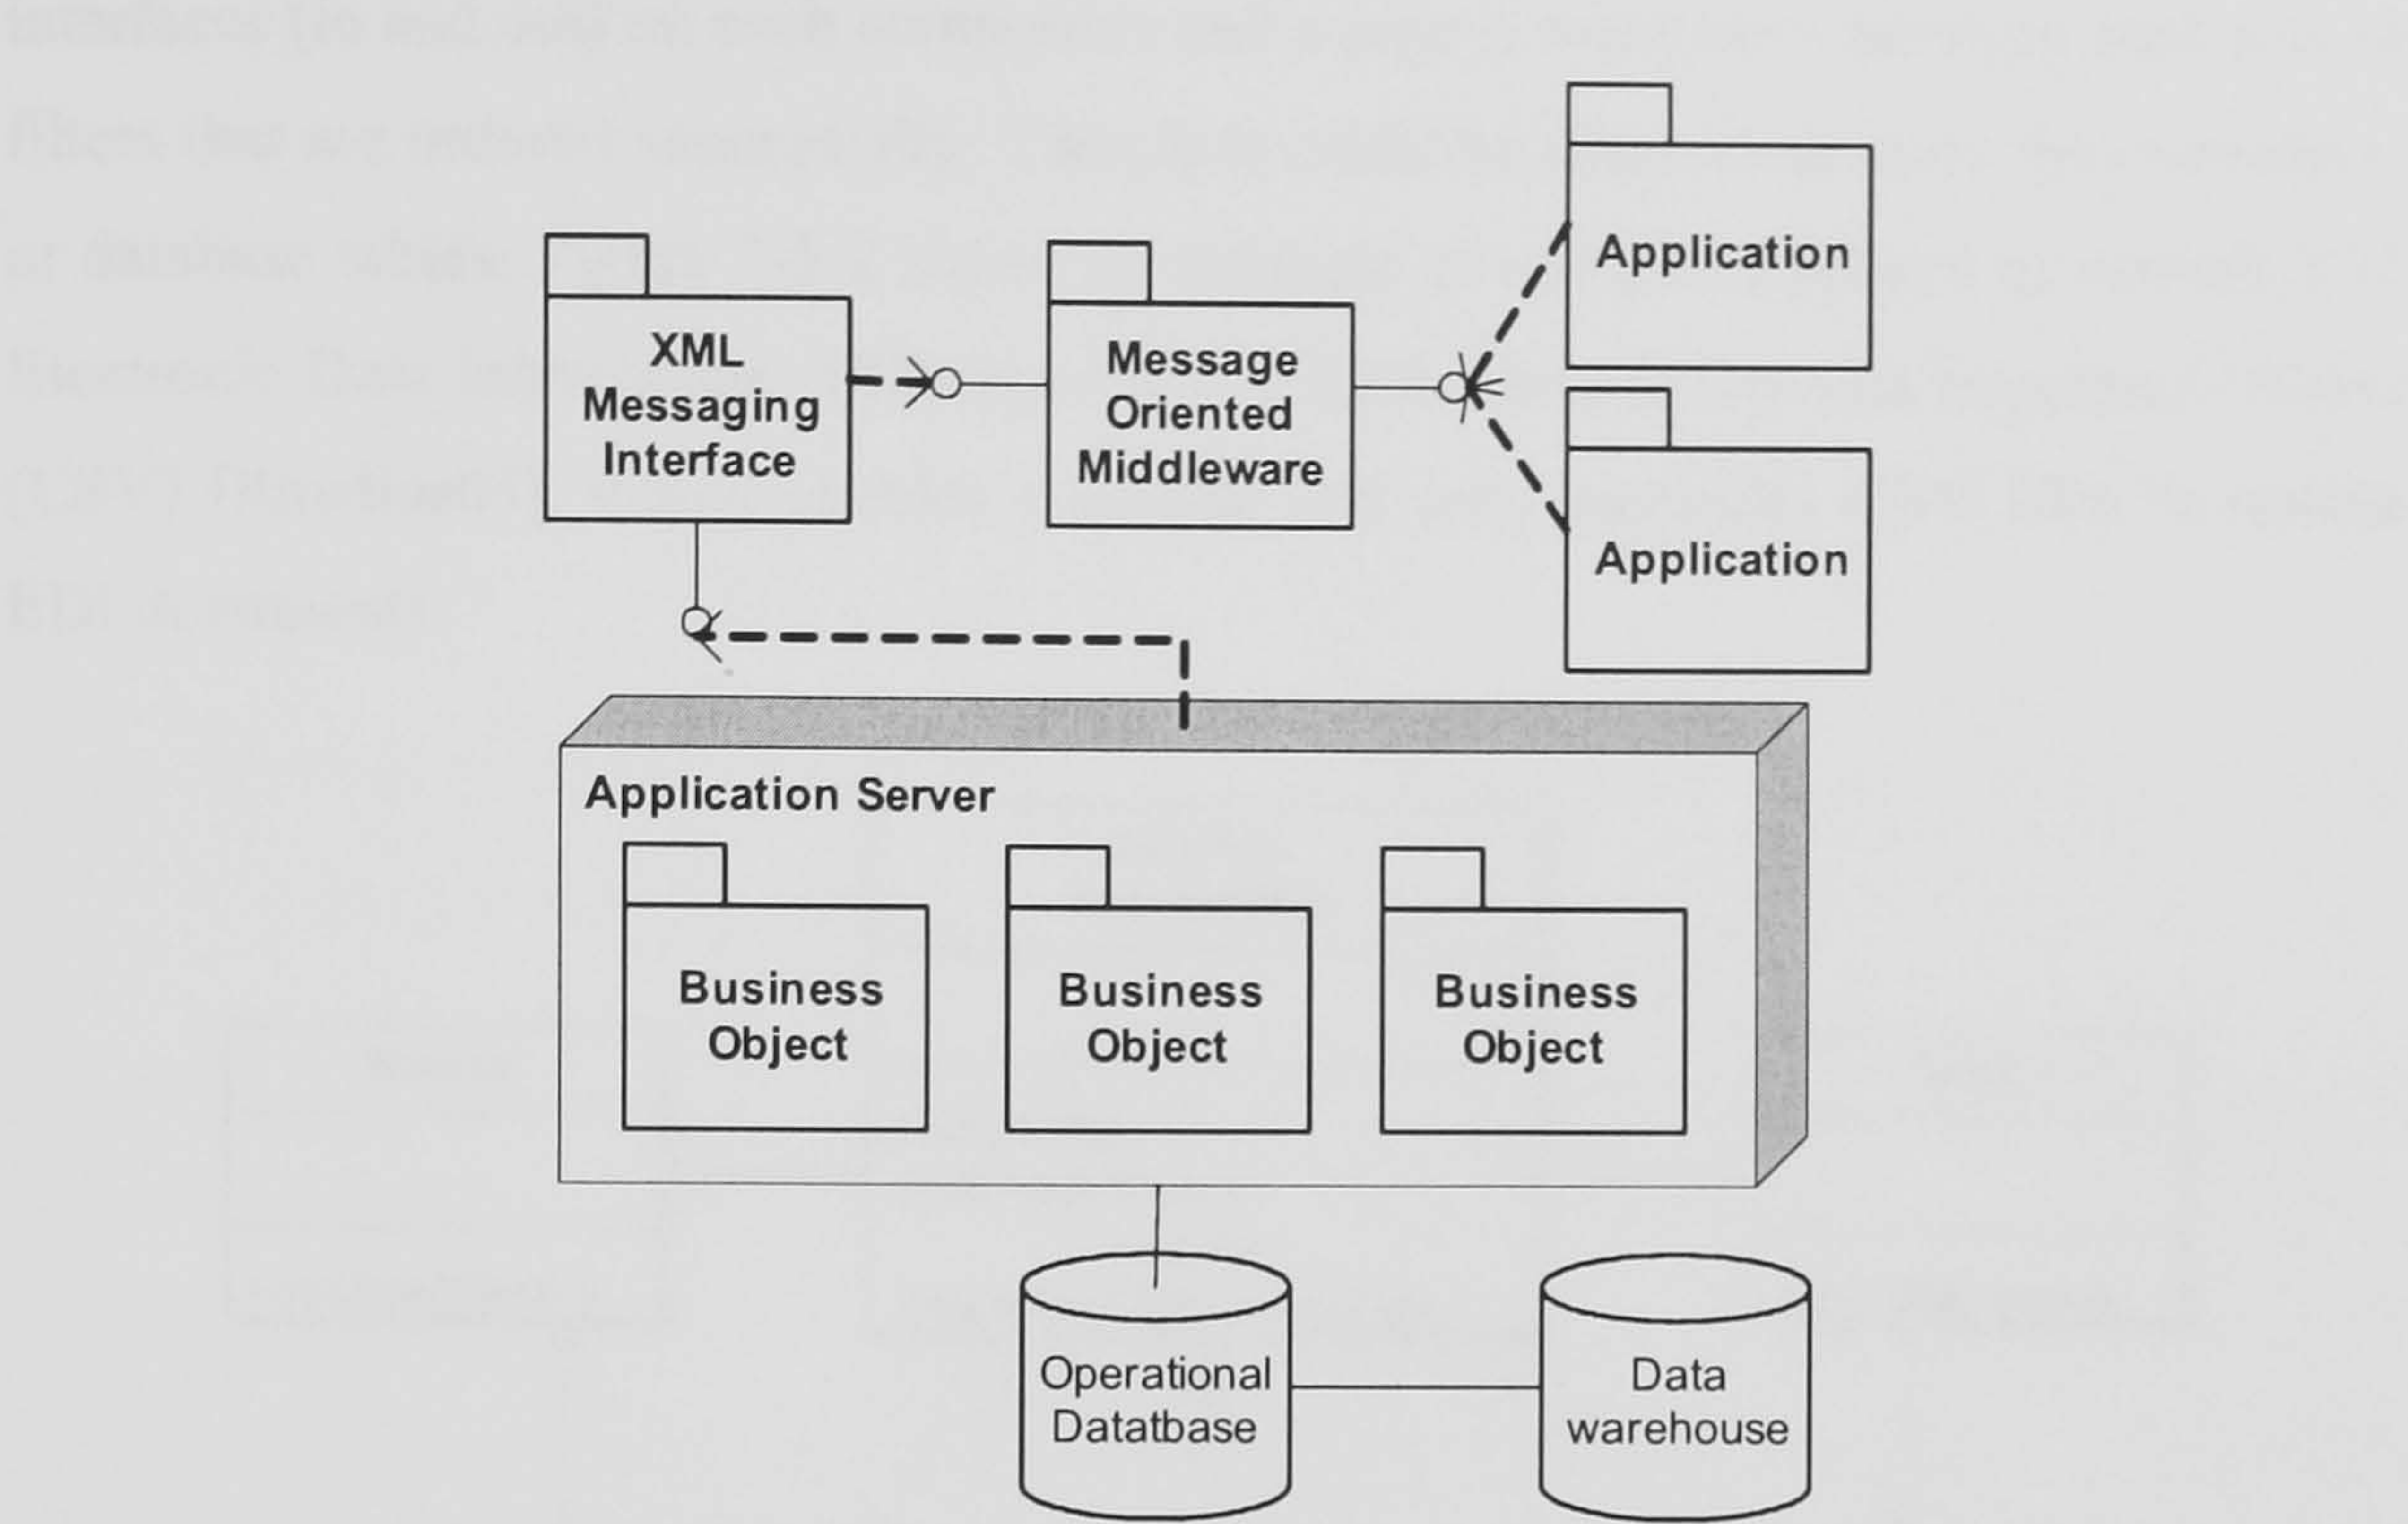 XML
Messaging
Interface
Message
Oriented
Middleware
Application
Application
Application Server
Business
Object
Business
Object
Business
Object
Operational
Datatbase
Data
warehouse